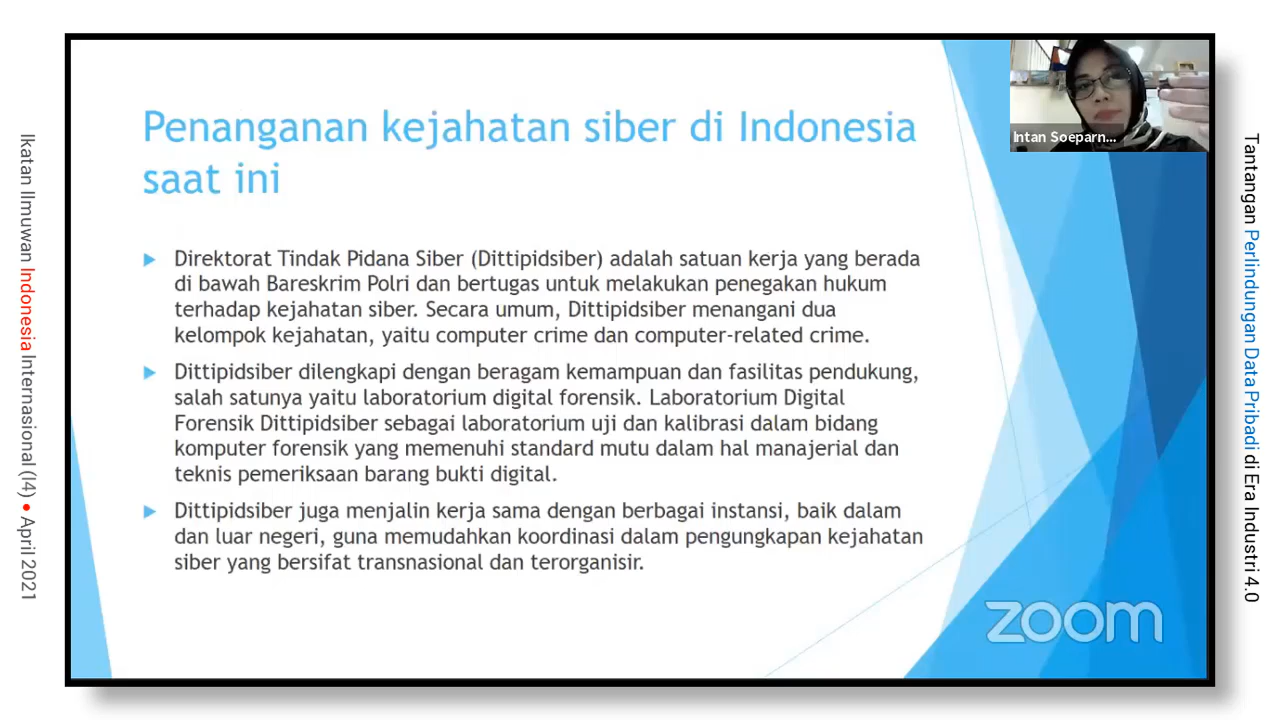 Penanganan kejahatan siber di Indonesia
saat ini
Direktorat Tindak Pidana Siber (Dittipidsiber) adalah satuan kerja yang berada
di bawah Bareskrim Polri dan bertugas untuk melakukan penegakan hukum
terhadap kejahatan siber. Secara umum, Dittipidsiber menangani dua
kelompok kejahatan, yaitu computer crime dan computer-related crime.
Dittipidsiber dilengkapi dengan beragam kemampuan dan fasilitas pendukung,
salah satunya yaitu laboratorium digital forensik. Laboratorium Digital
Forensik Dittipidsiber sebagai laboratorium uji dan kalibrasi dalam bidang
komputer forensik yang memenuhi standard mutu dalam hal manajerial dan
teknis pemeriksaan barang bukti digital.
Dittipidsiber juga menjalin kerja sama dengan berbagai instansi, baik dalam
dan luar negeri, guna memudahkan koordinasi dalam pengungkapan kejahatan
siber yang bersifat transnasional dan terorganisir.
Intan Soeparn...
zoom
Ikatan Ilmuwan Indonesia Internasional (I4) • April 2021
Tantangan Perlindungan Data Pribadi di Era Industri 4.0